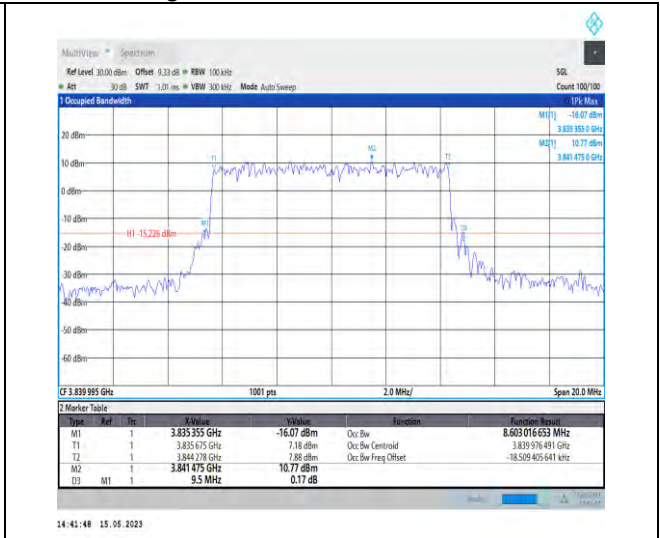 MultiView Spectrum
Ref Level 30.00 dBm Offset 9.33 dB RBW 100 kHz SGL
Att 30 dB SWT 1.01 ms VBW 300 kHz Mode Auto Sweep Count 100/100
1 Occupied Bandwidth 1Pk Max
M1[1] -16.07 dBm
3.835 355 0 GHz
M2[1] 10.77 dBm
3.841 475 0 GHz
20 dBm
10 dBm
0 dBm
-10 dBm
-20 dBm
-30 dBm
-40 dBm
-50 dBm
-60 dBm
T1
M2
T2
M1
H1 -15.225 dBm
D3
CF 3.839 995 GHz 1001 pts 2.0 MHz/ Span 20.0 MHz
2 Marker Table
Type Ref Trc X-Value Y-Value Function Function Result
M1 1 3.835 355 GHz -16.07 dBm Occ Bw 8.603 016 653 MHz
T1 1 3.835 675 GHz 7.18 dBm Occ Bw Centroid 3.839 976 491 GHz
T2 1 3.844 278 GHz 7.88 dBm Occ Bw Freq Offset -18.509 405 641 kHz
M2 1 3.841 475 GHz 10.77 dBm
D3 M1 1 9.5 MHz 0.17 dB
14:41:48 15.05.2023